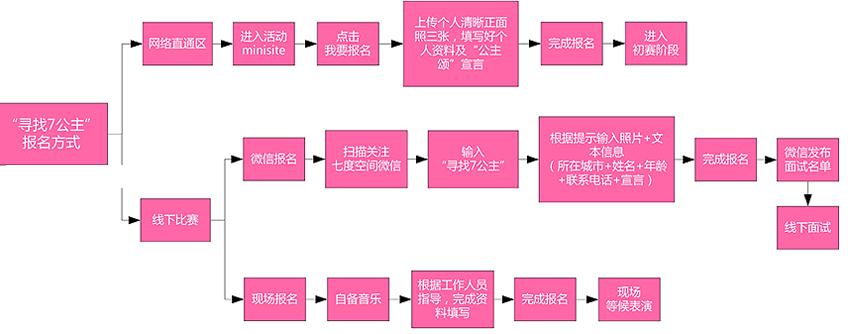 “寻找7公主”
报名方式
网络直通区
进入活动
minisite
点击
我要报名
上传个人清晰正面
照三张，填写好个
人资料及“公主
颂”宣言
完成报名
进入
初赛阶段
线下比赛
微信报名
扫描关注
七度空间微信
输入
“寻找7公主”
根据提示输入照片+文
本信息
（所在城市+姓名+年龄
+联系电话+宣言）
完成报名
微信发布
面试名单
线下面试
现场报名
自备音乐
根据工作人员
指导，完成资
料填写
完成报名
现场
等候表演